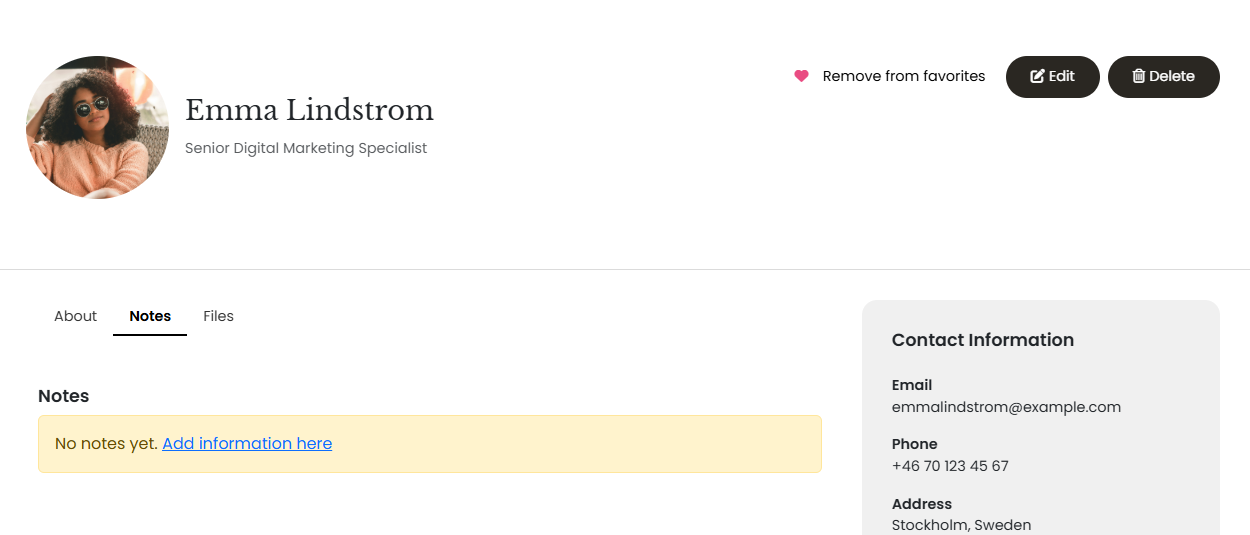 Remove from favorites
Edit
Delete
Emma Lindstrom
Senior Digital Marketing Specialist
About
Notes
Files
Notes
No notes yet. Add information here
Contact Information
Email
emmalindstrom@example.com
Phone
+46 70 123 45 67
Address
Stockholm, Sweden